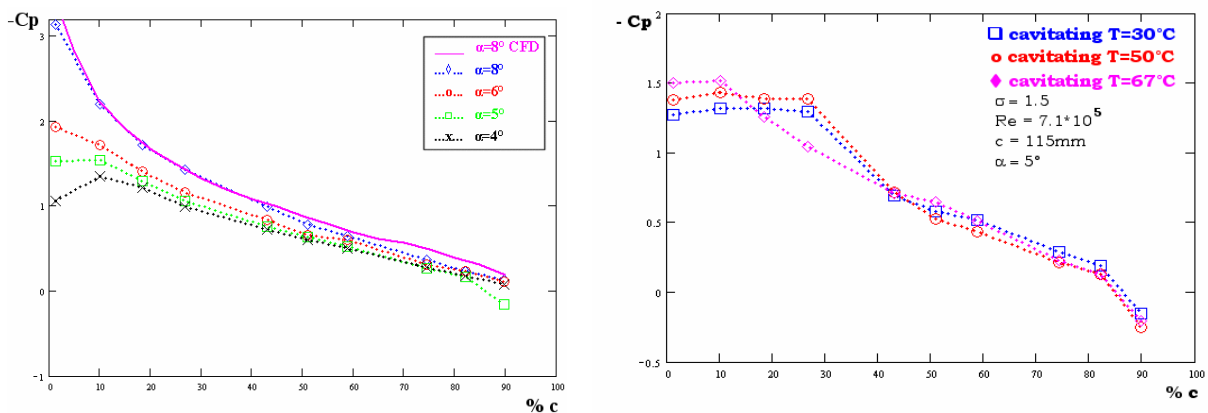 -Cp
3
2
1
0
-1
0 10 20 30 40 50 60 70 80 90 100
% c
α=8° CFD
α=8°
α=6°
α=5°
α=4°
- Cp
2
1.5
1
0.5
0
-0.5
0 10 20 30 40 50 60 70 80 90 100
% c
cavitating T=30°C
cavitating T=50°C
cavitating T=67°C
σ = 1.5
Re = 7.1*10⁵
c = 115mm
α = 5°